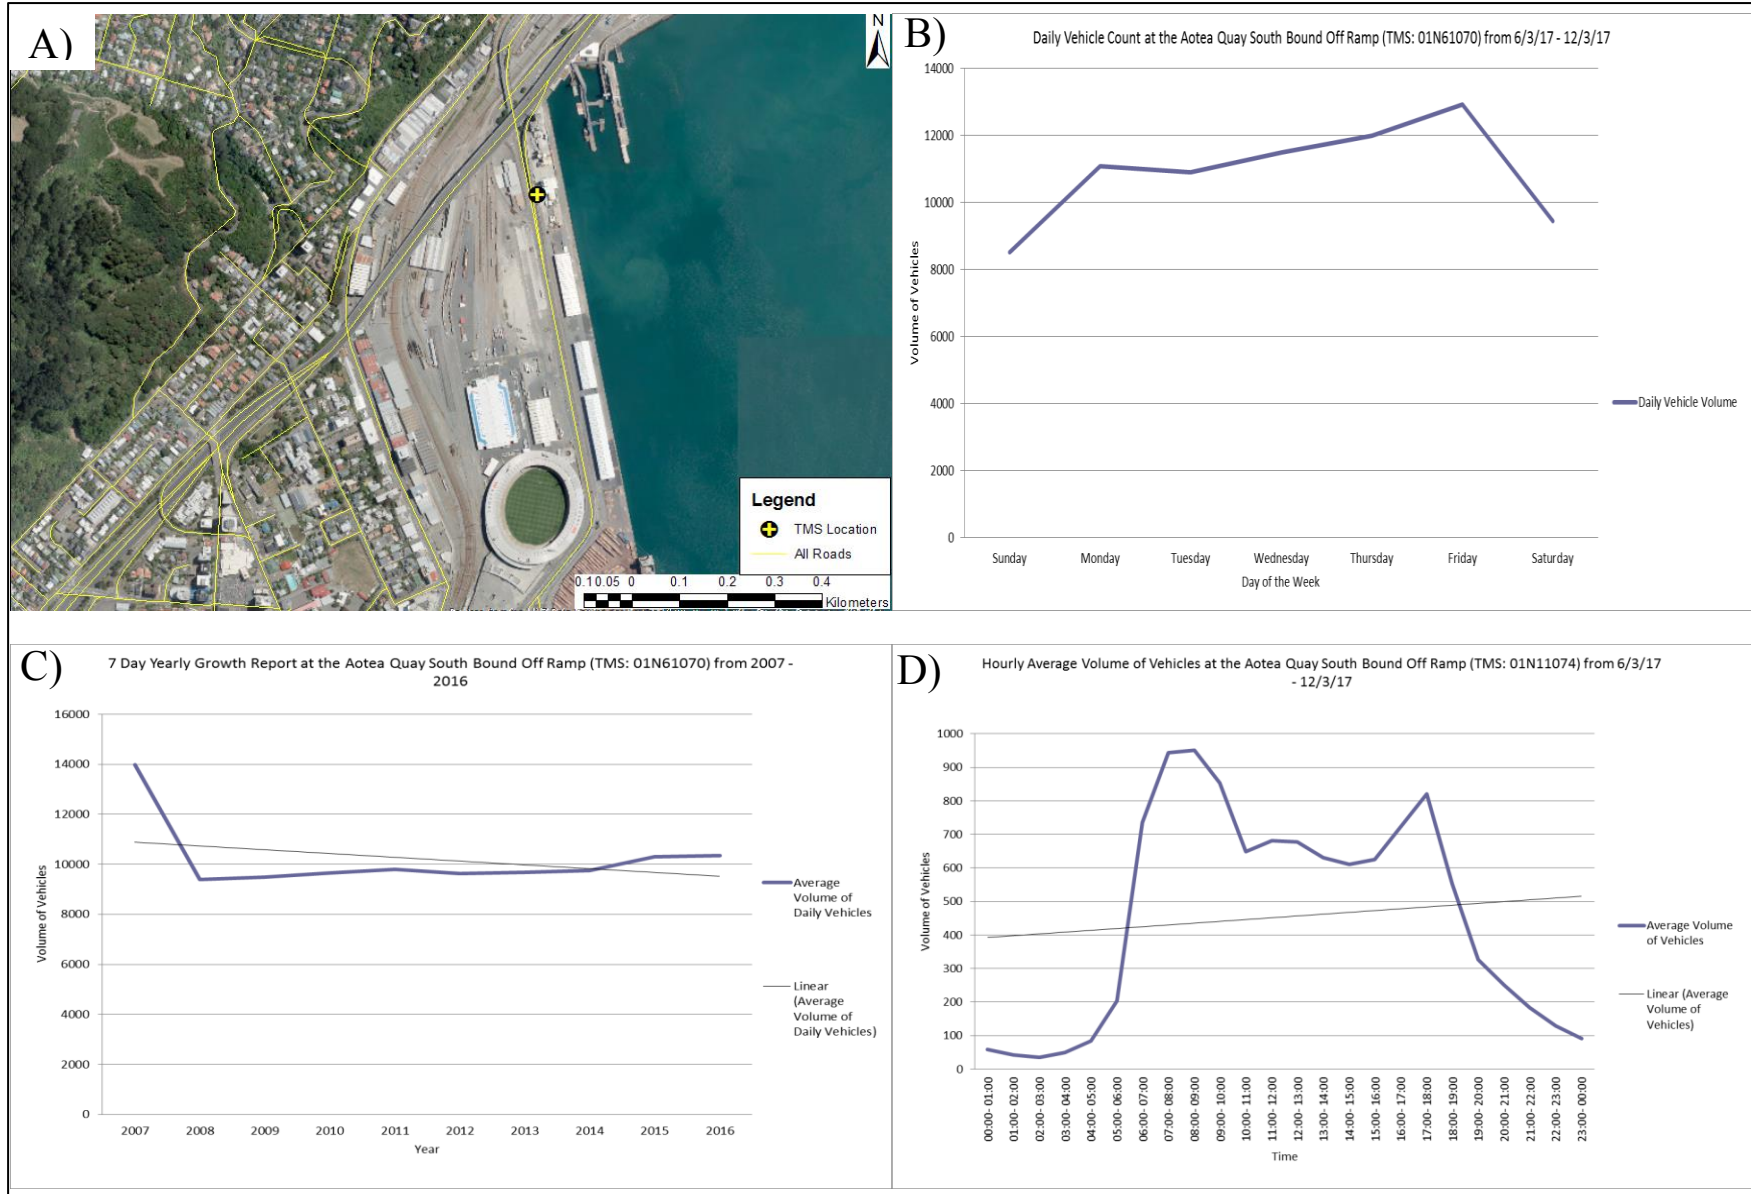 A)
N
Legend
TMS Location
All Roads
0.1 0.05 0 0.1 0.2 0.3 0.4
Kilometers
B)
Daily Vehicle Count at the Aotea Quay South Bound Off Ramp (TMS: 01N61070) from 6/3/17 - 12/3/17
14000
12000
10000
8000
6000
4000
2000
0
Volume of Vehicles
Sunday Monday Tuesday Wednesday Thursday Friday Saturday
Day of the Week
Daily Vehicle Volume
C)
7 Day Yearly Growth Report at the Aotea Quay South Bound Off Ramp (TMS: 01N61070) from 2007 -
2016
16000
14000
12000
10000
8000
6000
4000
2000
0
Volume of Vehicles
2007 2008 2009 2010 2011 2012 2013 2014 2015 2016
Year
Average
Volume of
Daily Vehicles
Linear
(Average
Volume of
Daily Vehicles)
D)
Hourly Average Volume of Vehicles at the Aotea Quay South Bound Off Ramp (TMS: 01N11074) from 6/3/17
- 12/3/17
1000
900
800
700
600
500
400
300
200
100
0
Volume of Vehicles
00:00- 01:00
01:00- 02:00
02:00- 03:00
03:00- 04:00
04:00- 05:00
05:00- 06:00
06:00- 07:00
07:00- 08:00
08:00- 09:00
09:00- 10:00
10:00- 11:00
11:00- 12:00
12:00- 13:00
13:00- 14:00
14:00- 15:00
15:00- 16:00
16:00- 17:00
17:00- 18:00
18:00- 19:00
19:00- 20:00
20:00- 21:00
21:00- 22:00
22:00- 23:00
23:00- 00:00
Time
Average Volume
of Vehicles
Linear (Average
Volume of
Vehicles)